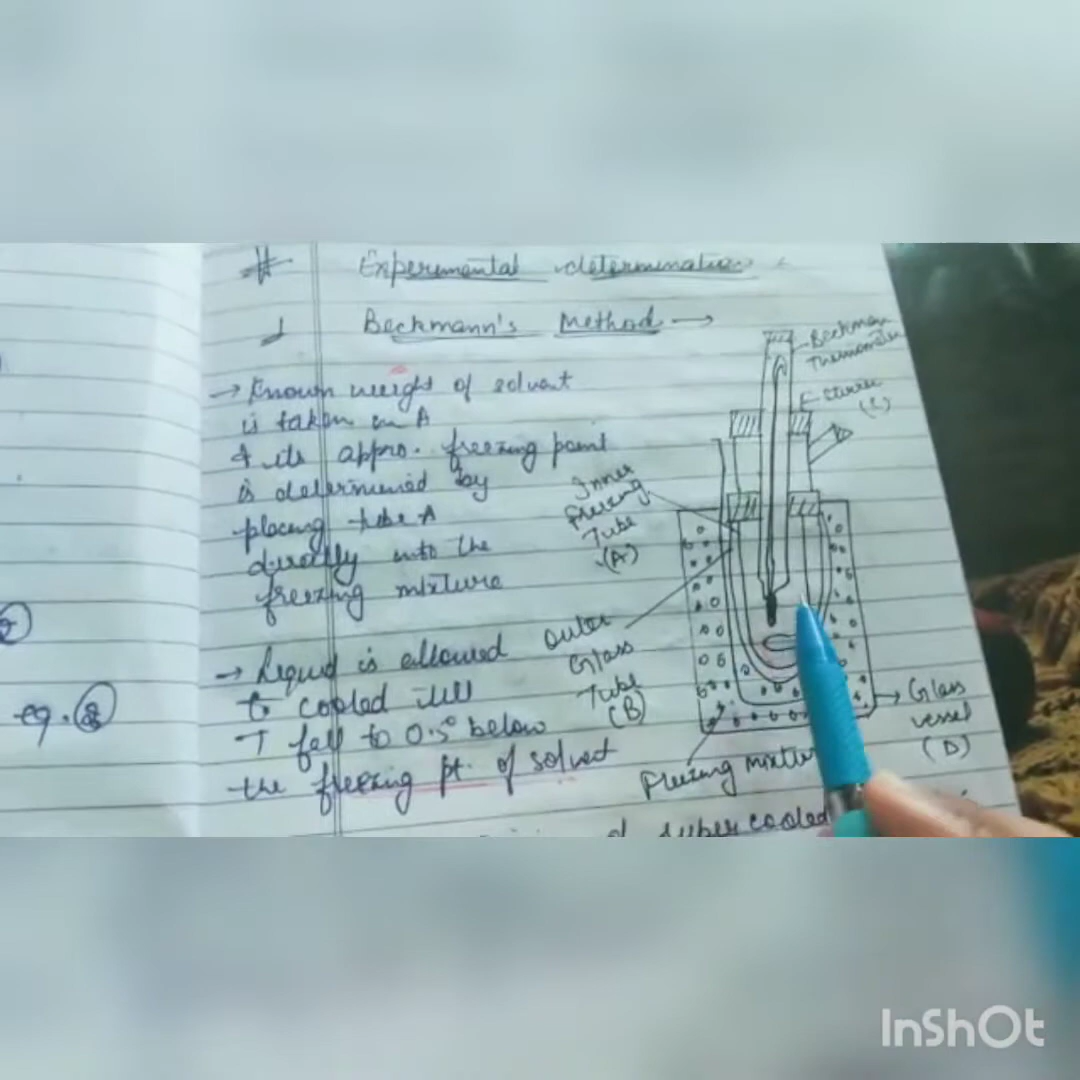 Experimental determination
Beckmann's Method →
→ Known weight of solvent
is taken in A
& its appro. freezing point
is determined by
placing tube A
directly into the
freezing mixture
→ Liquid is allowed
to cooled till
T fall to 0.5° below
the freezing pt. of solvent
of super cooled
Beckmann
Thermometer
(C)
Inner
Freezing
Tube
(A)
Outer
Glass
Tube
(B)
Glass
vessel
(D)
Freezing mixture
eq.
InShOt